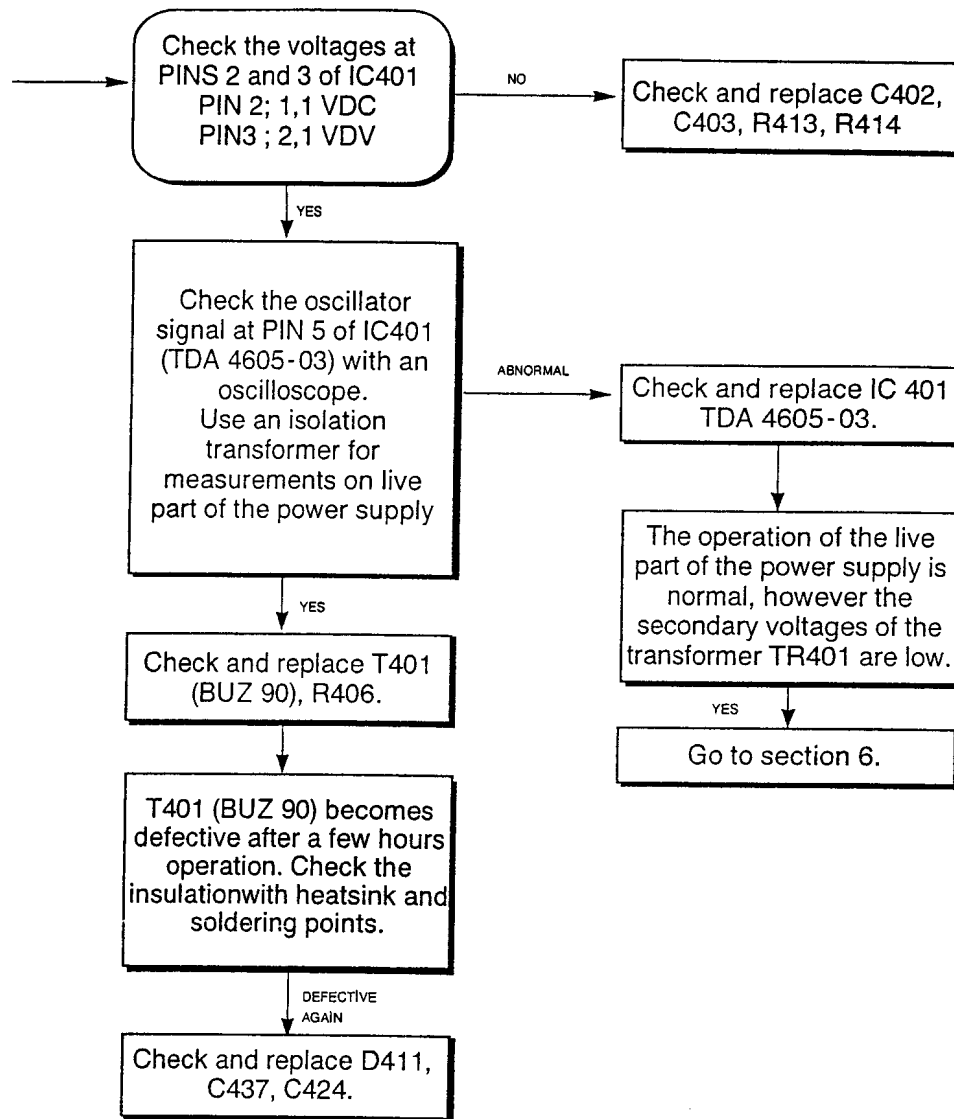 Check the voltages at
PINS 2 and 3 of IC401
PIN 2; 1,1 VDC
PIN3 ; 2,1 VDV
NO
Check and replace C402,
C403, R413, R414
YES
Check the oscillator
signal at PIN 5 of IC401
(TDA 4605-03) with an
oscilloscope.
Use an isolation
transformer for
measurements on live
part of the power supply
ABNORMAL
Check and replace IC 401
TDA 4605-03.
The operation of the live
part of the power supply is
normal, however the
secondary voltages of the
transformer TR401 are low.
YES
Go to section 6.
YES
Check and replace T401
(BUZ 90), R406.
T401 (BUZ 90) becomes
defective after a few hours
operation. Check the
insulationwith heatsink and
soldering points.
DEFECTİVE
AGAİN
Check and replace D411,
C437, C424.